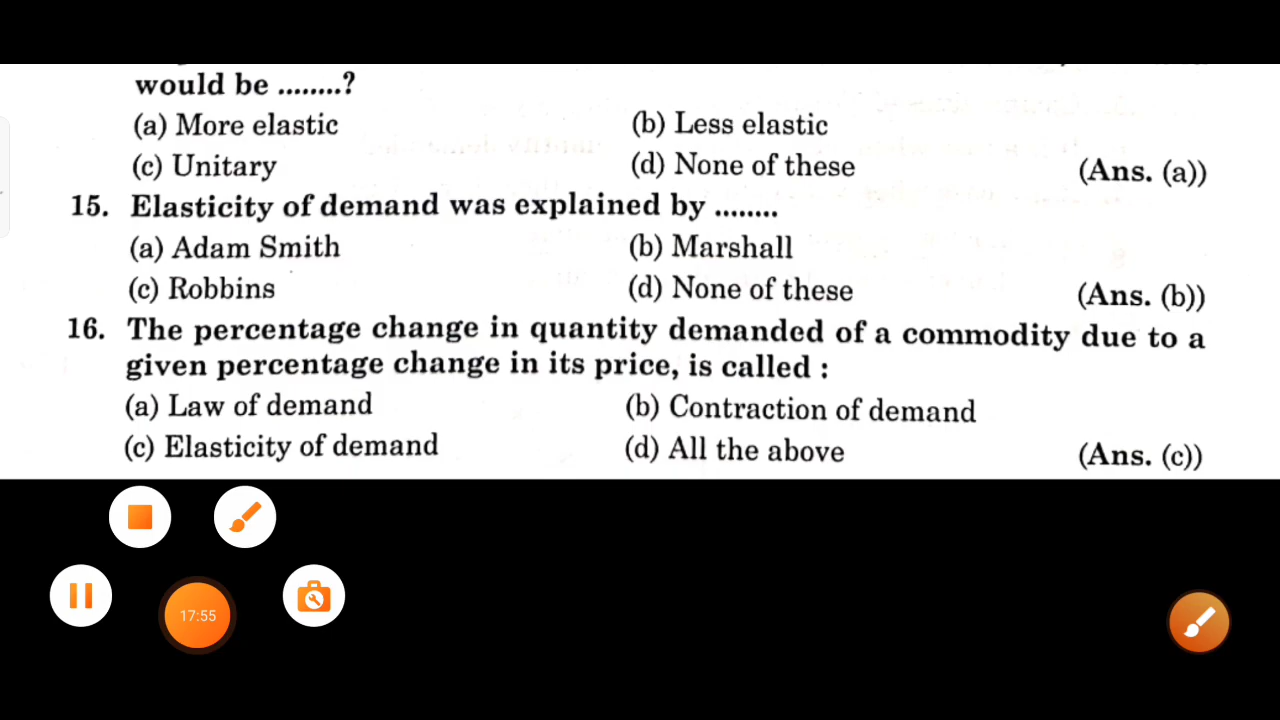 would be ........?
(a) More elastic (b) Less elastic
(c) Unitary (d) None of these (Ans. (a))
15. Elasticity of demand was explained by ........
(a) Adam Smith (b) Marshall
(c) Robbins (d) None of these (Ans. (b))
16. The percentage change in quantity demanded of a commodity due to a
given percentage change in its price, is called :
(a) Law of demand (b) Contraction of demand
(c) Elasticity of demand (d) All the above (Ans. (c))
17:55